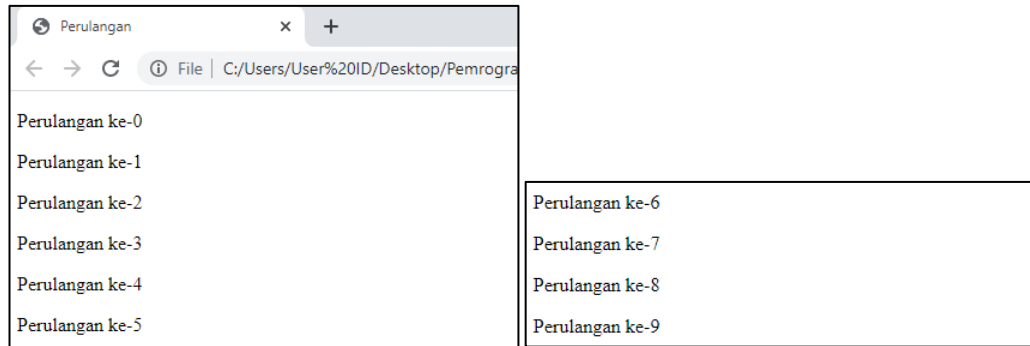 Perulangan
File C:/Users/User%20ID/Desktop/Pemrogra
Perulangan ke-0
Perulangan ke-1
Perulangan ke-2
Perulangan ke-3
Perulangan ke-4
Perulangan ke-5
Perulangan ke-6
Perulangan ke-7
Perulangan ke-8
Perulangan ke-9